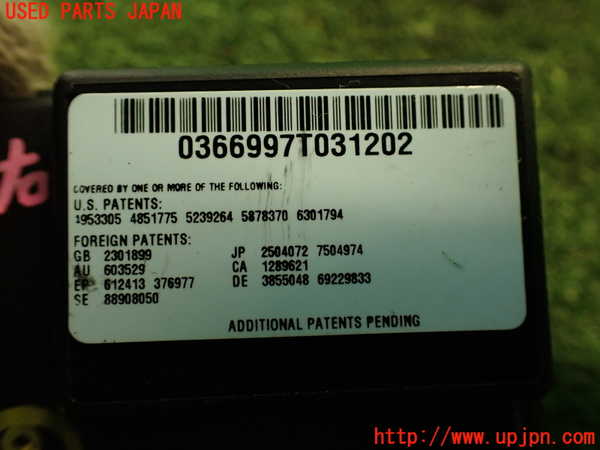 USED PARTS JAPAN
0366997T031202
COVERED BY ONE OR MORE OF THE FOLLOWING:
U.S. PATENTS:
1953305 4851775 5239264 5878370 6301794
FOREIGN PATENTS:
GB 2301899 JP 2504072 7504974
AU 603529 CA 1289621
EP 612413 376977 DE 3855048 69229833
SE 88908050
ADDITIONAL PATENTS PENDING
http://www.upjpn.com/